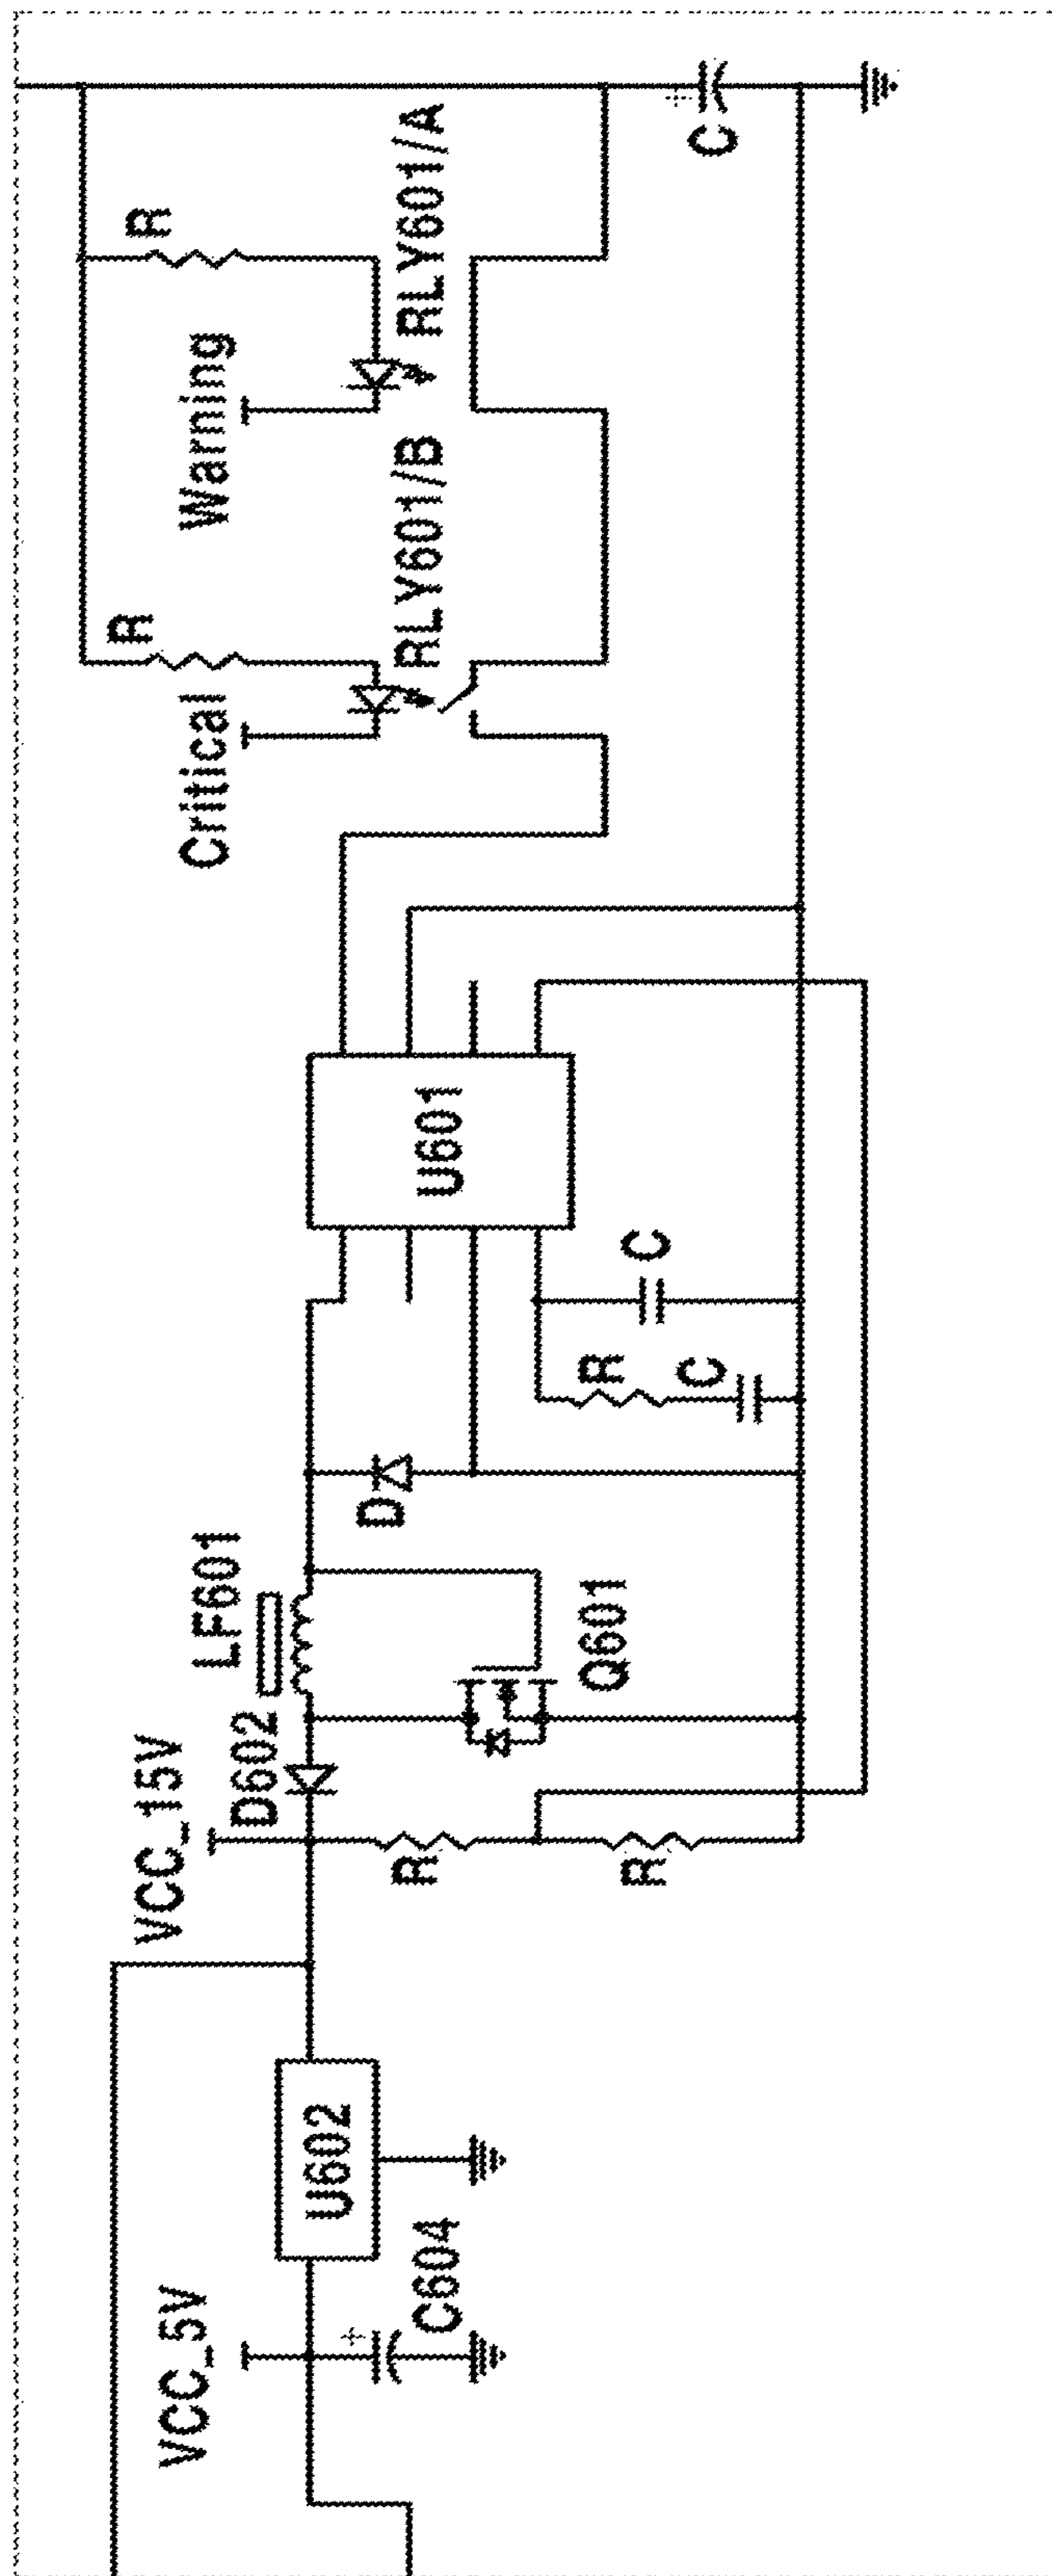 VCC_5V
C604
U602
VCC_15V
D602
R
R
LF601
Q601
D
R
C
C
U601
Critical
R
RLY601/B
Warning
R
RLY601/A
C